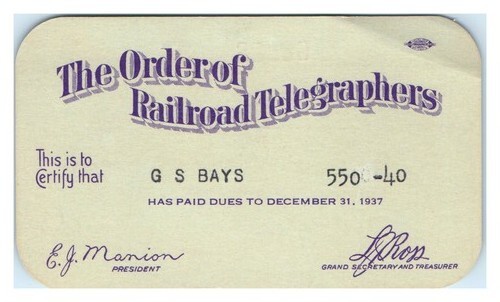 The Order of
Railroad Telegraphers
This is to
Certify that
G S BAYS 550 -40
HAS PAID DUES TO DECEMBER 31, 1937
E. J. Manion
PRESIDENT
L J Ross
GRAND SECRETARY AND TREASURER